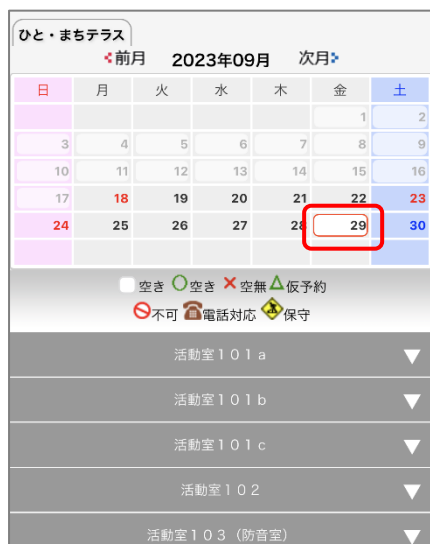 ひと・まちテラス
前月 2023年09月 次月
日 月 火 水 木 金 土
1 2
3 4 5 6 7 8 9
10 11 12 13 14 15 16
17 18 19 20 21 22 23
24 25 26 27 28 29 30
空き 空き 空無 仮予約
不可 電話対応 保守
活動室101a
活動室101b
活動室101c
活動室102
活動室103(防音室)